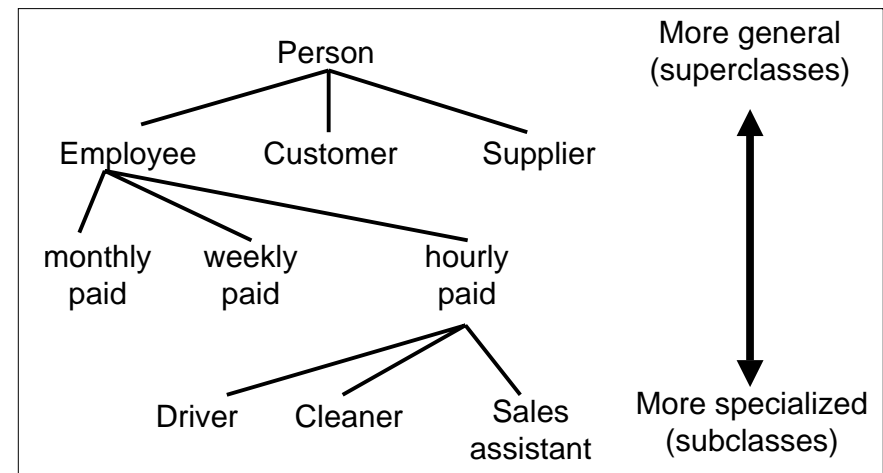 Person
More general
(superclasses)
Employee
Customer
Supplier
monthly
paid
weekly
paid
hourly
paid
Driver
Cleaner
Sales
assistant
More specialized
(subclasses)